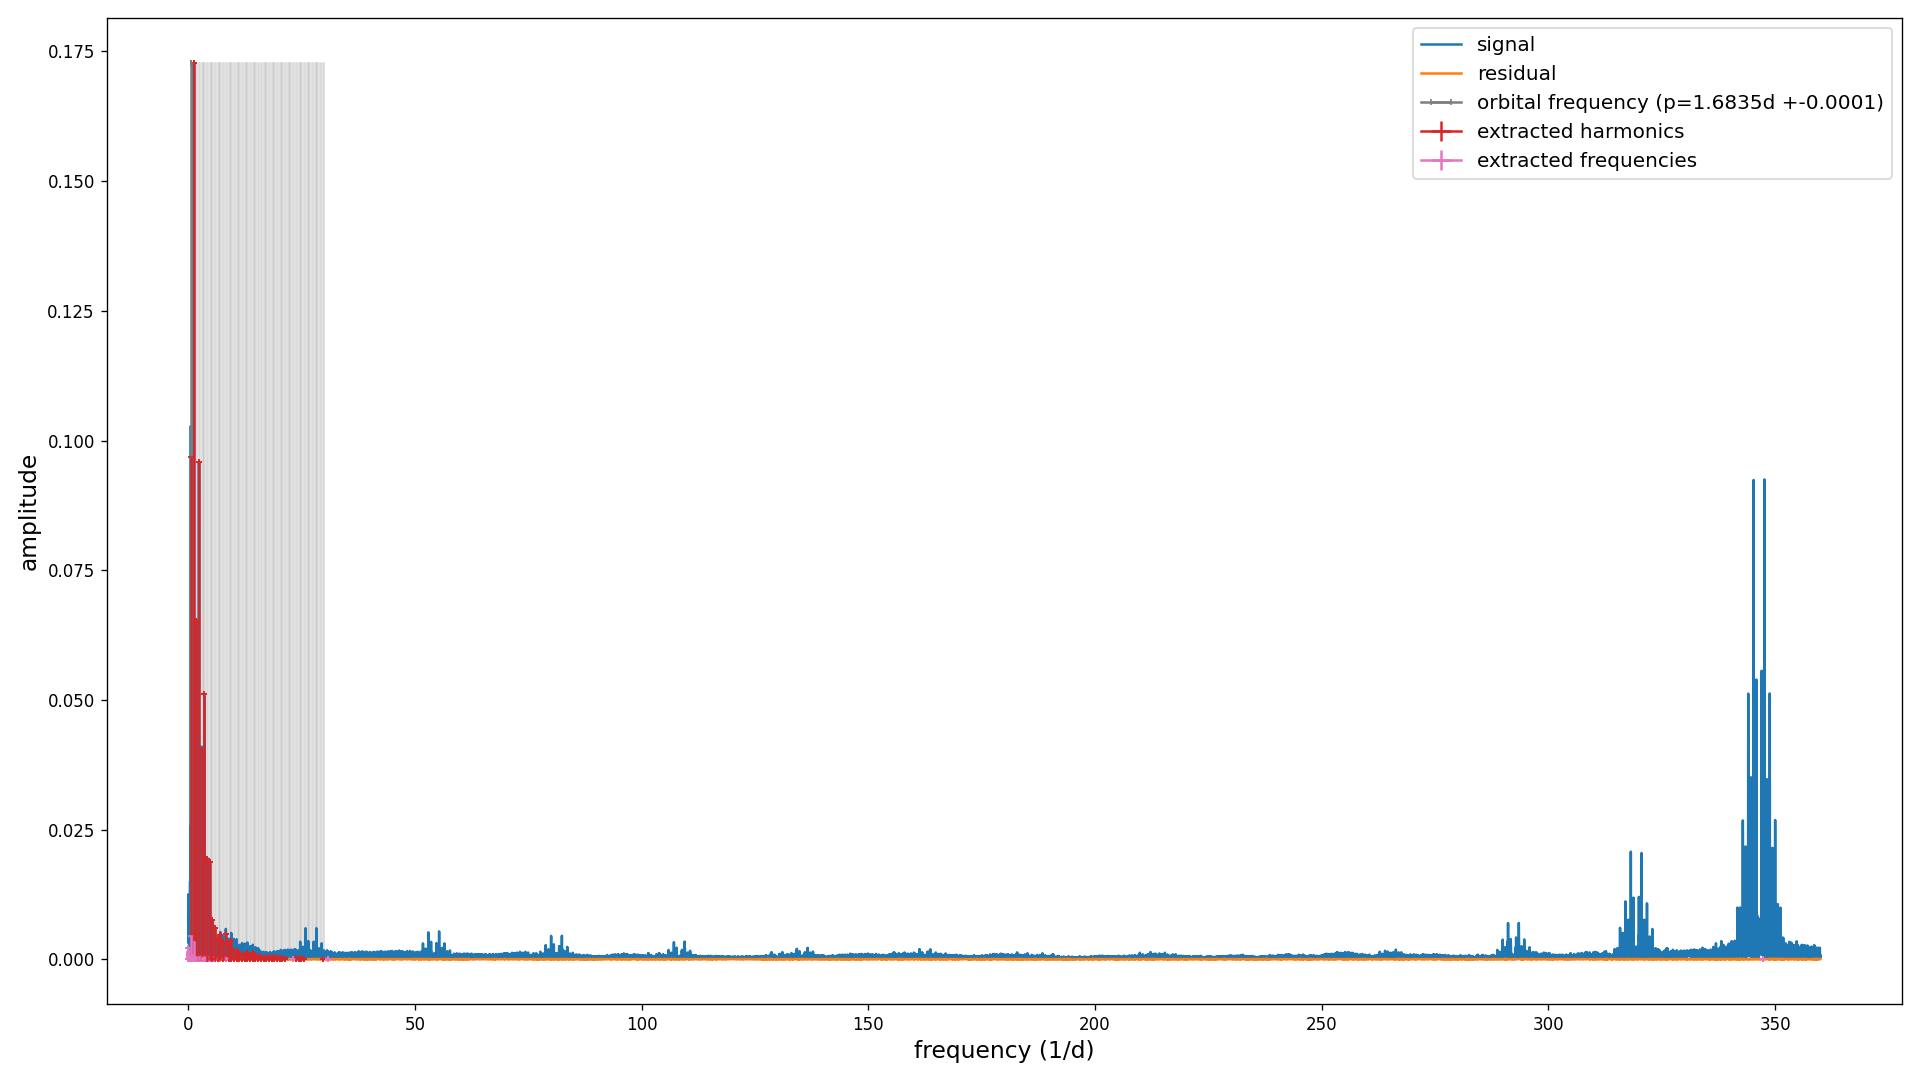 signal
residual
orbital frequency (p=1.6835d +-0.0001)
extracted harmonics
extracted frequencies
0.175
0.150
0.125
0.100
0.075
0.050
0.025
0.000
amplitude
0 50 100 150 200 250 300 350
frequency (1/d)